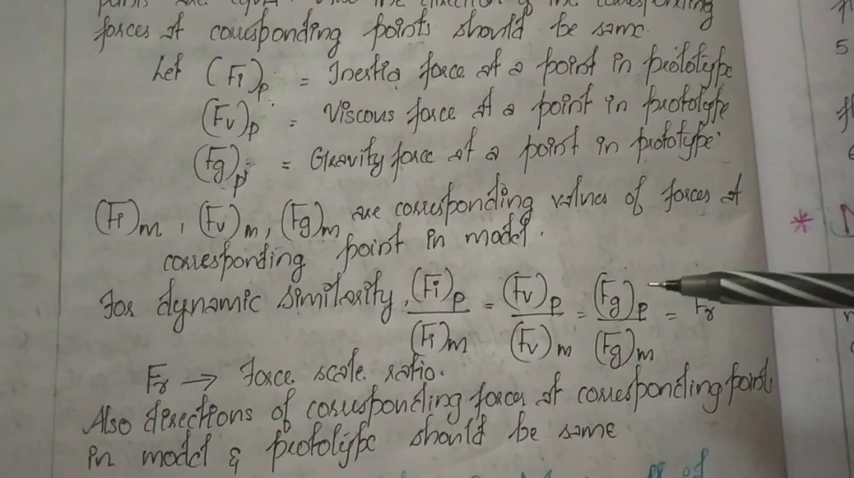 forces at corresponding points should be same.
Let (Fi)p = Inertia force at a point in prototype
(Fv)p = Viscous force at a point in prototype
(Fg)p = Gravity force at a point in prototype
(Fi)m, (Fv)m, (Fg)m are corresponding values of forces at
corresponding point in model.
For dynamic similarity, (Fi)p/(Fi)m = (Fv)p/(Fv)m = (Fg)p/(Fg)m = Fr
Fr → Force scale ratio.
Also directions of corresponding forces at corresponding points
in model & prototype should be same